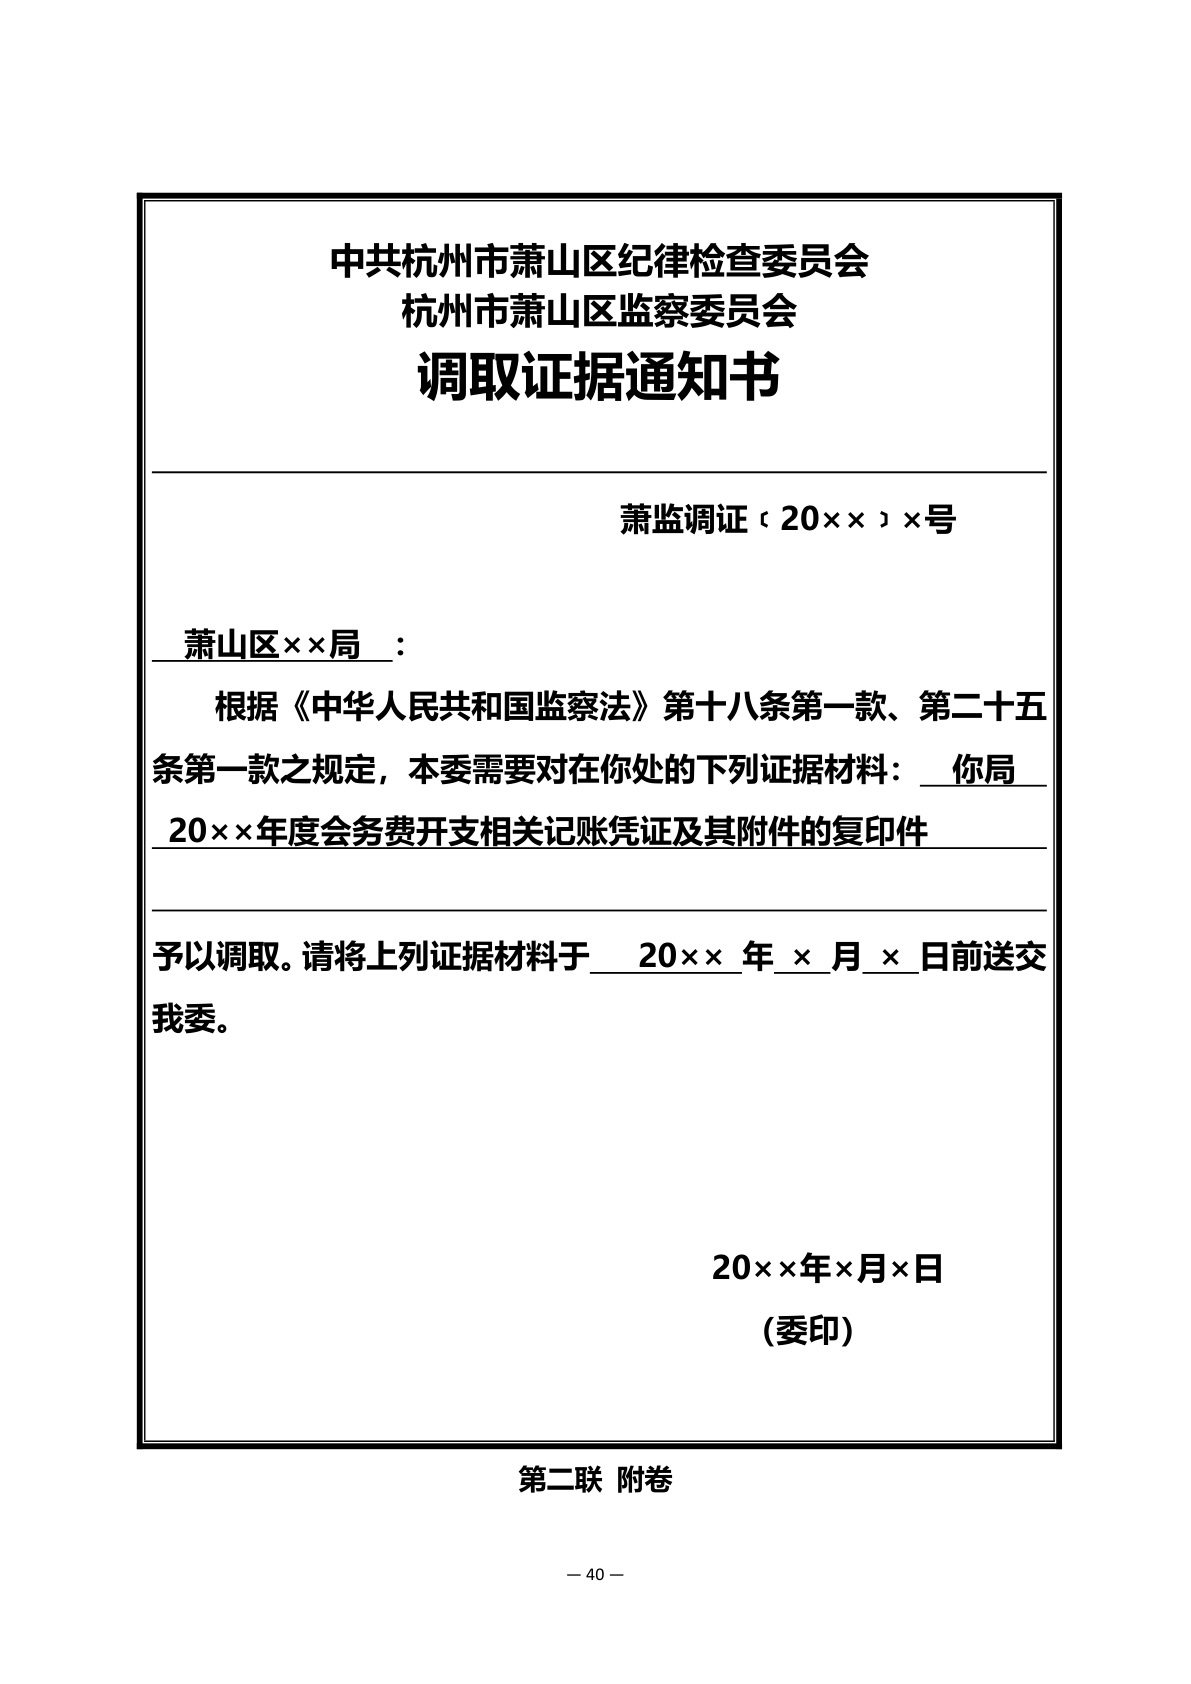 中共杭州市萧山区纪律检查委员会
杭州市萧山区监察委员会
调取证据通知书
萧监调证﹝20××﹞×号
萧山区××局：
根据《中华人民共和国监察法》第十八条第一款、第二十五
条第一款之规定，本委需要对在你处的下列证据材料：你局
20××年度会务费开支相关记账凭证及其附件的复印件
予以调取。请将上列证据材料于 20×× 年 × 月 × 日前送交
我委。
20××年×月×日
（委印）
第二联 附卷
— 40 —